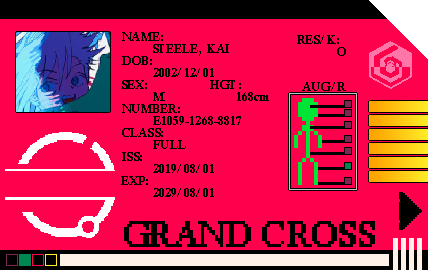 NAME:
STEELE, KAI
RES/K:
O
DOB:
2002/12/01
SEX: HGT:
M 168cm
AUG/R
NUMBER:
E1059-1268-8817
CLASS:
FULL
ISS:
2019/08/01
EXP:
2029/08/01
GRAND CROSS